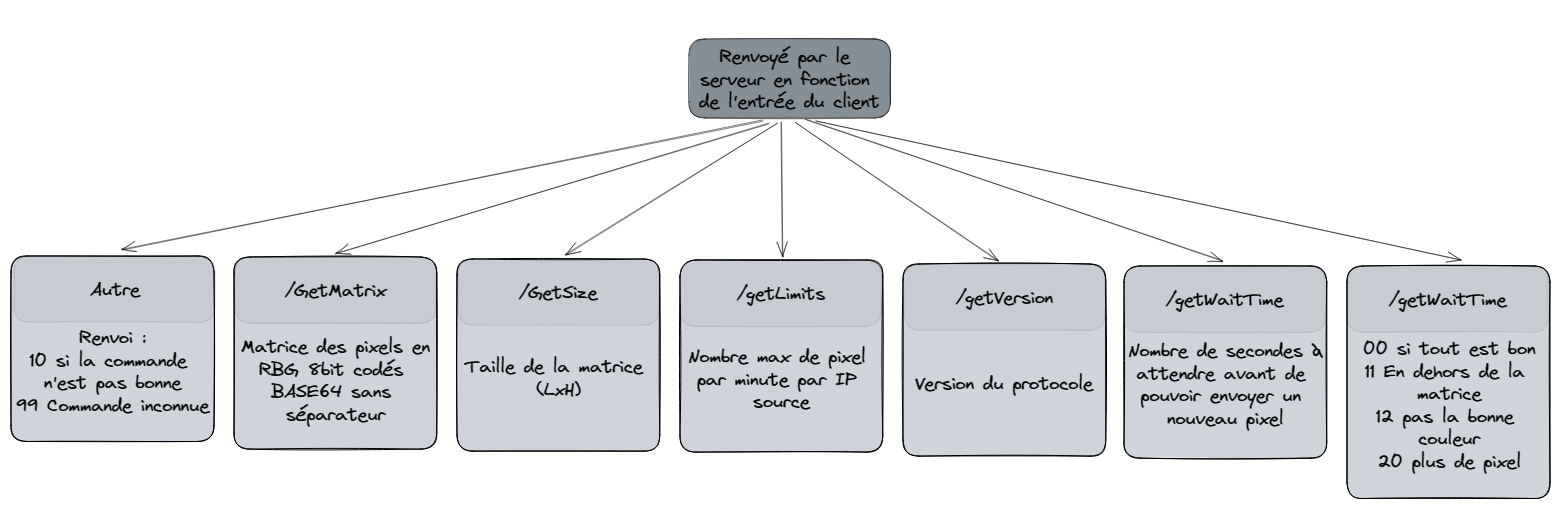 Renvoyé par le
serveur en fonction
de l'entrée du client
Autre
Renvoi :
10 si la commande
n'est pas bonne
99 Commande inconnue
/GetMatrix
Matrice des pixels en
RBG, 8bit codés
BASE64 sans
séparateur
/GetSize
Taille de la matrice
(LxH)
/getLimits
Nombre max de pixel
par minute par IP
source
/getVersion
Version du protocole
/getWaitTime
Nombre de secondes à
attendre avant de
pouvoir envoyer un
nouveau pixel
/getWaitTime
00 si tout est bon
11 En dehors de la
matrice
12 pas la bonne
couleur
20 plus de pixel